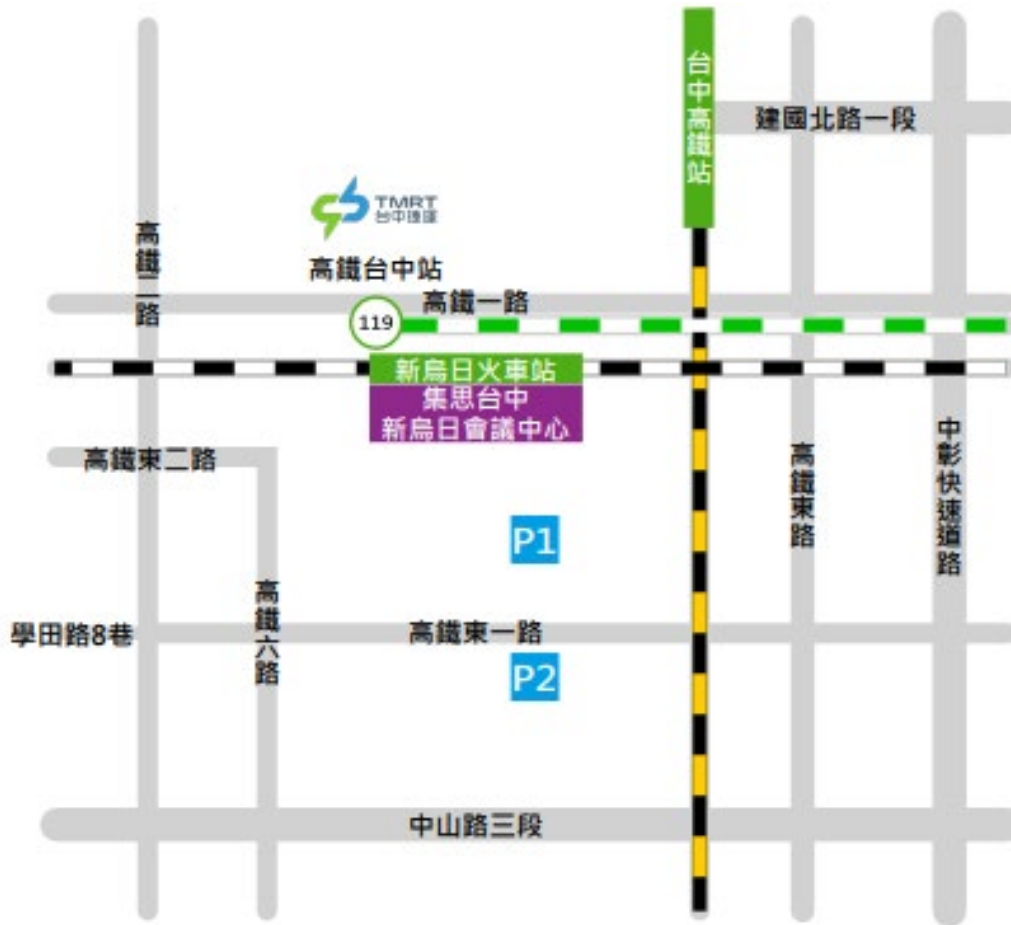 台中高鐵站
建國北路一段
TMRT
台中捷運
高鐵台中站
高鐵二路
高鐵一路
119
新烏日火車站
集思台中
新烏日會議中心
高鐵東二路
高鐵東路
中彰快速道路
P1
高鐵六路
學田路8巷
高鐵東一路
P2
中山路三段